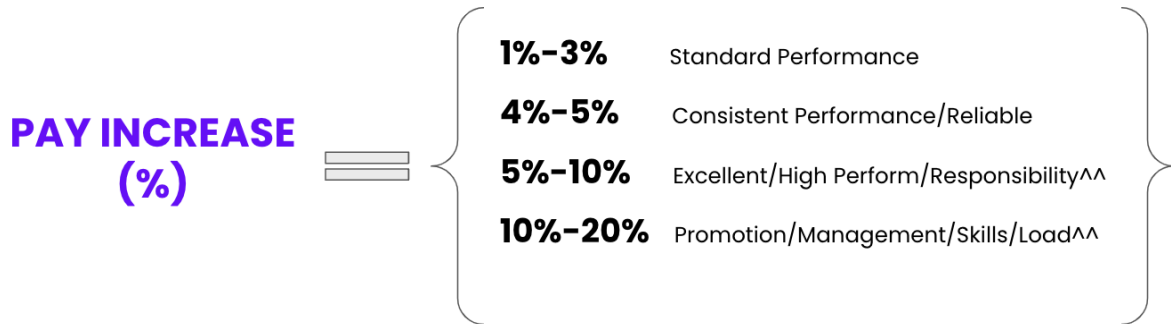 PAY INCREASE
(%)
1%-3% Standard Performance
4%-5% Consistent Performance/Reliable
5%-10% Excellent/High Perform/Responsibility^^
10%-20% Promotion/Management/Skills/Load^^